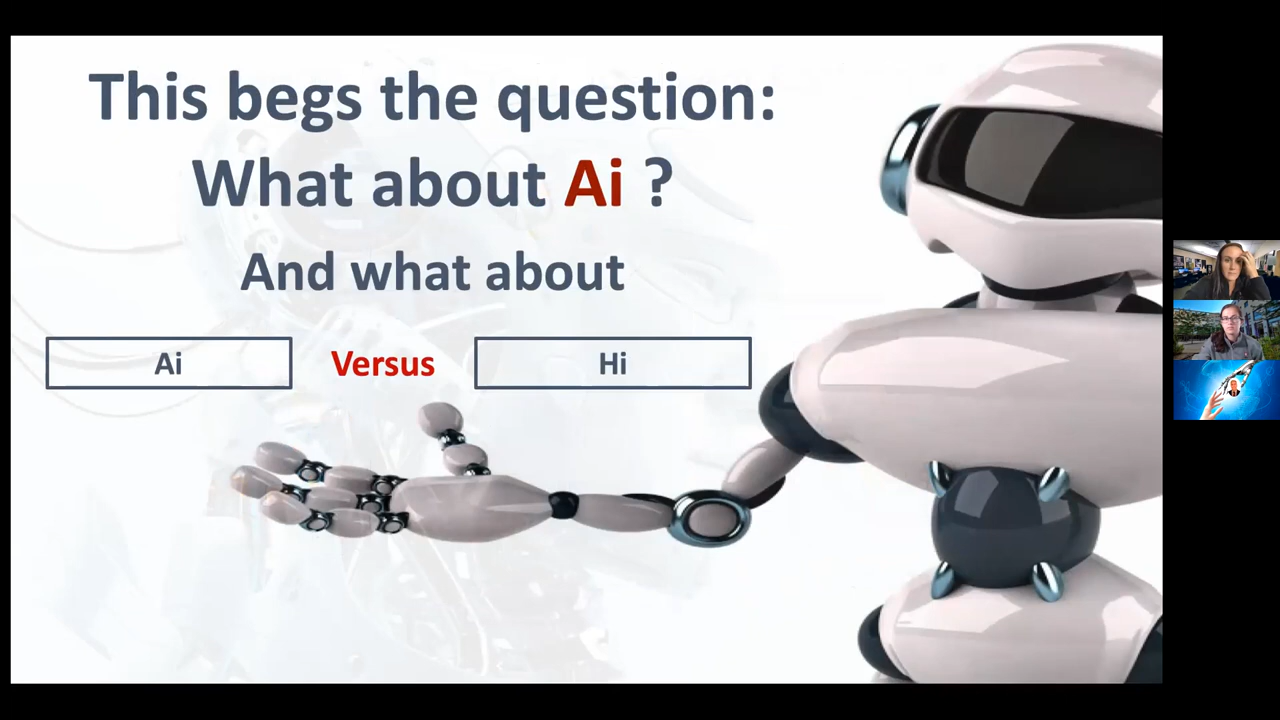 This begs the question:
What about Ai ?
And what about
Ai Versus Hi